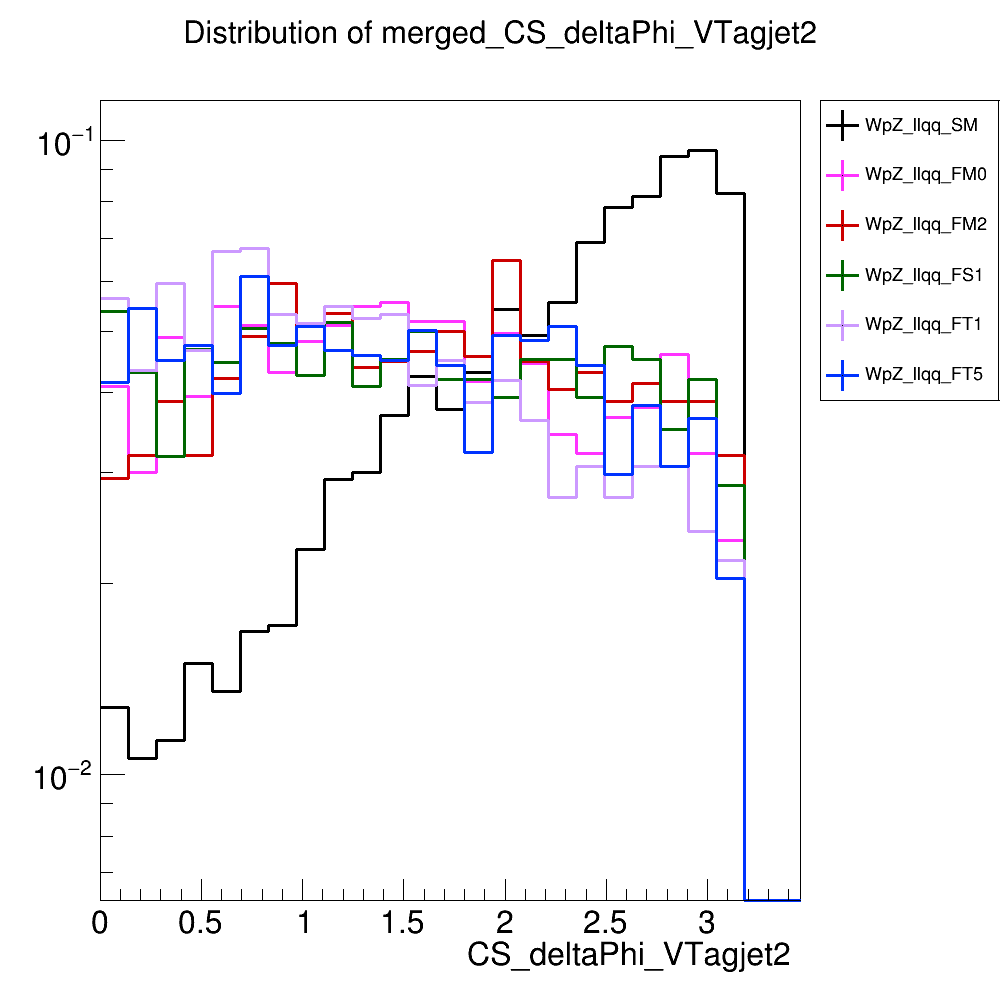 Distribution of merged_CS_deltaPhi_VTagjet2
10⁻¹
10⁻²
0 0.5 1 1.5 2 2.5 3
CS_deltaPhi_VTagjet2
WpZ_llqq_SM
WpZ_llqq_FM0
WpZ_llqq_FM2
WpZ_llqq_FS1
WpZ_llqq_FT1
WpZ_llqq_FT5